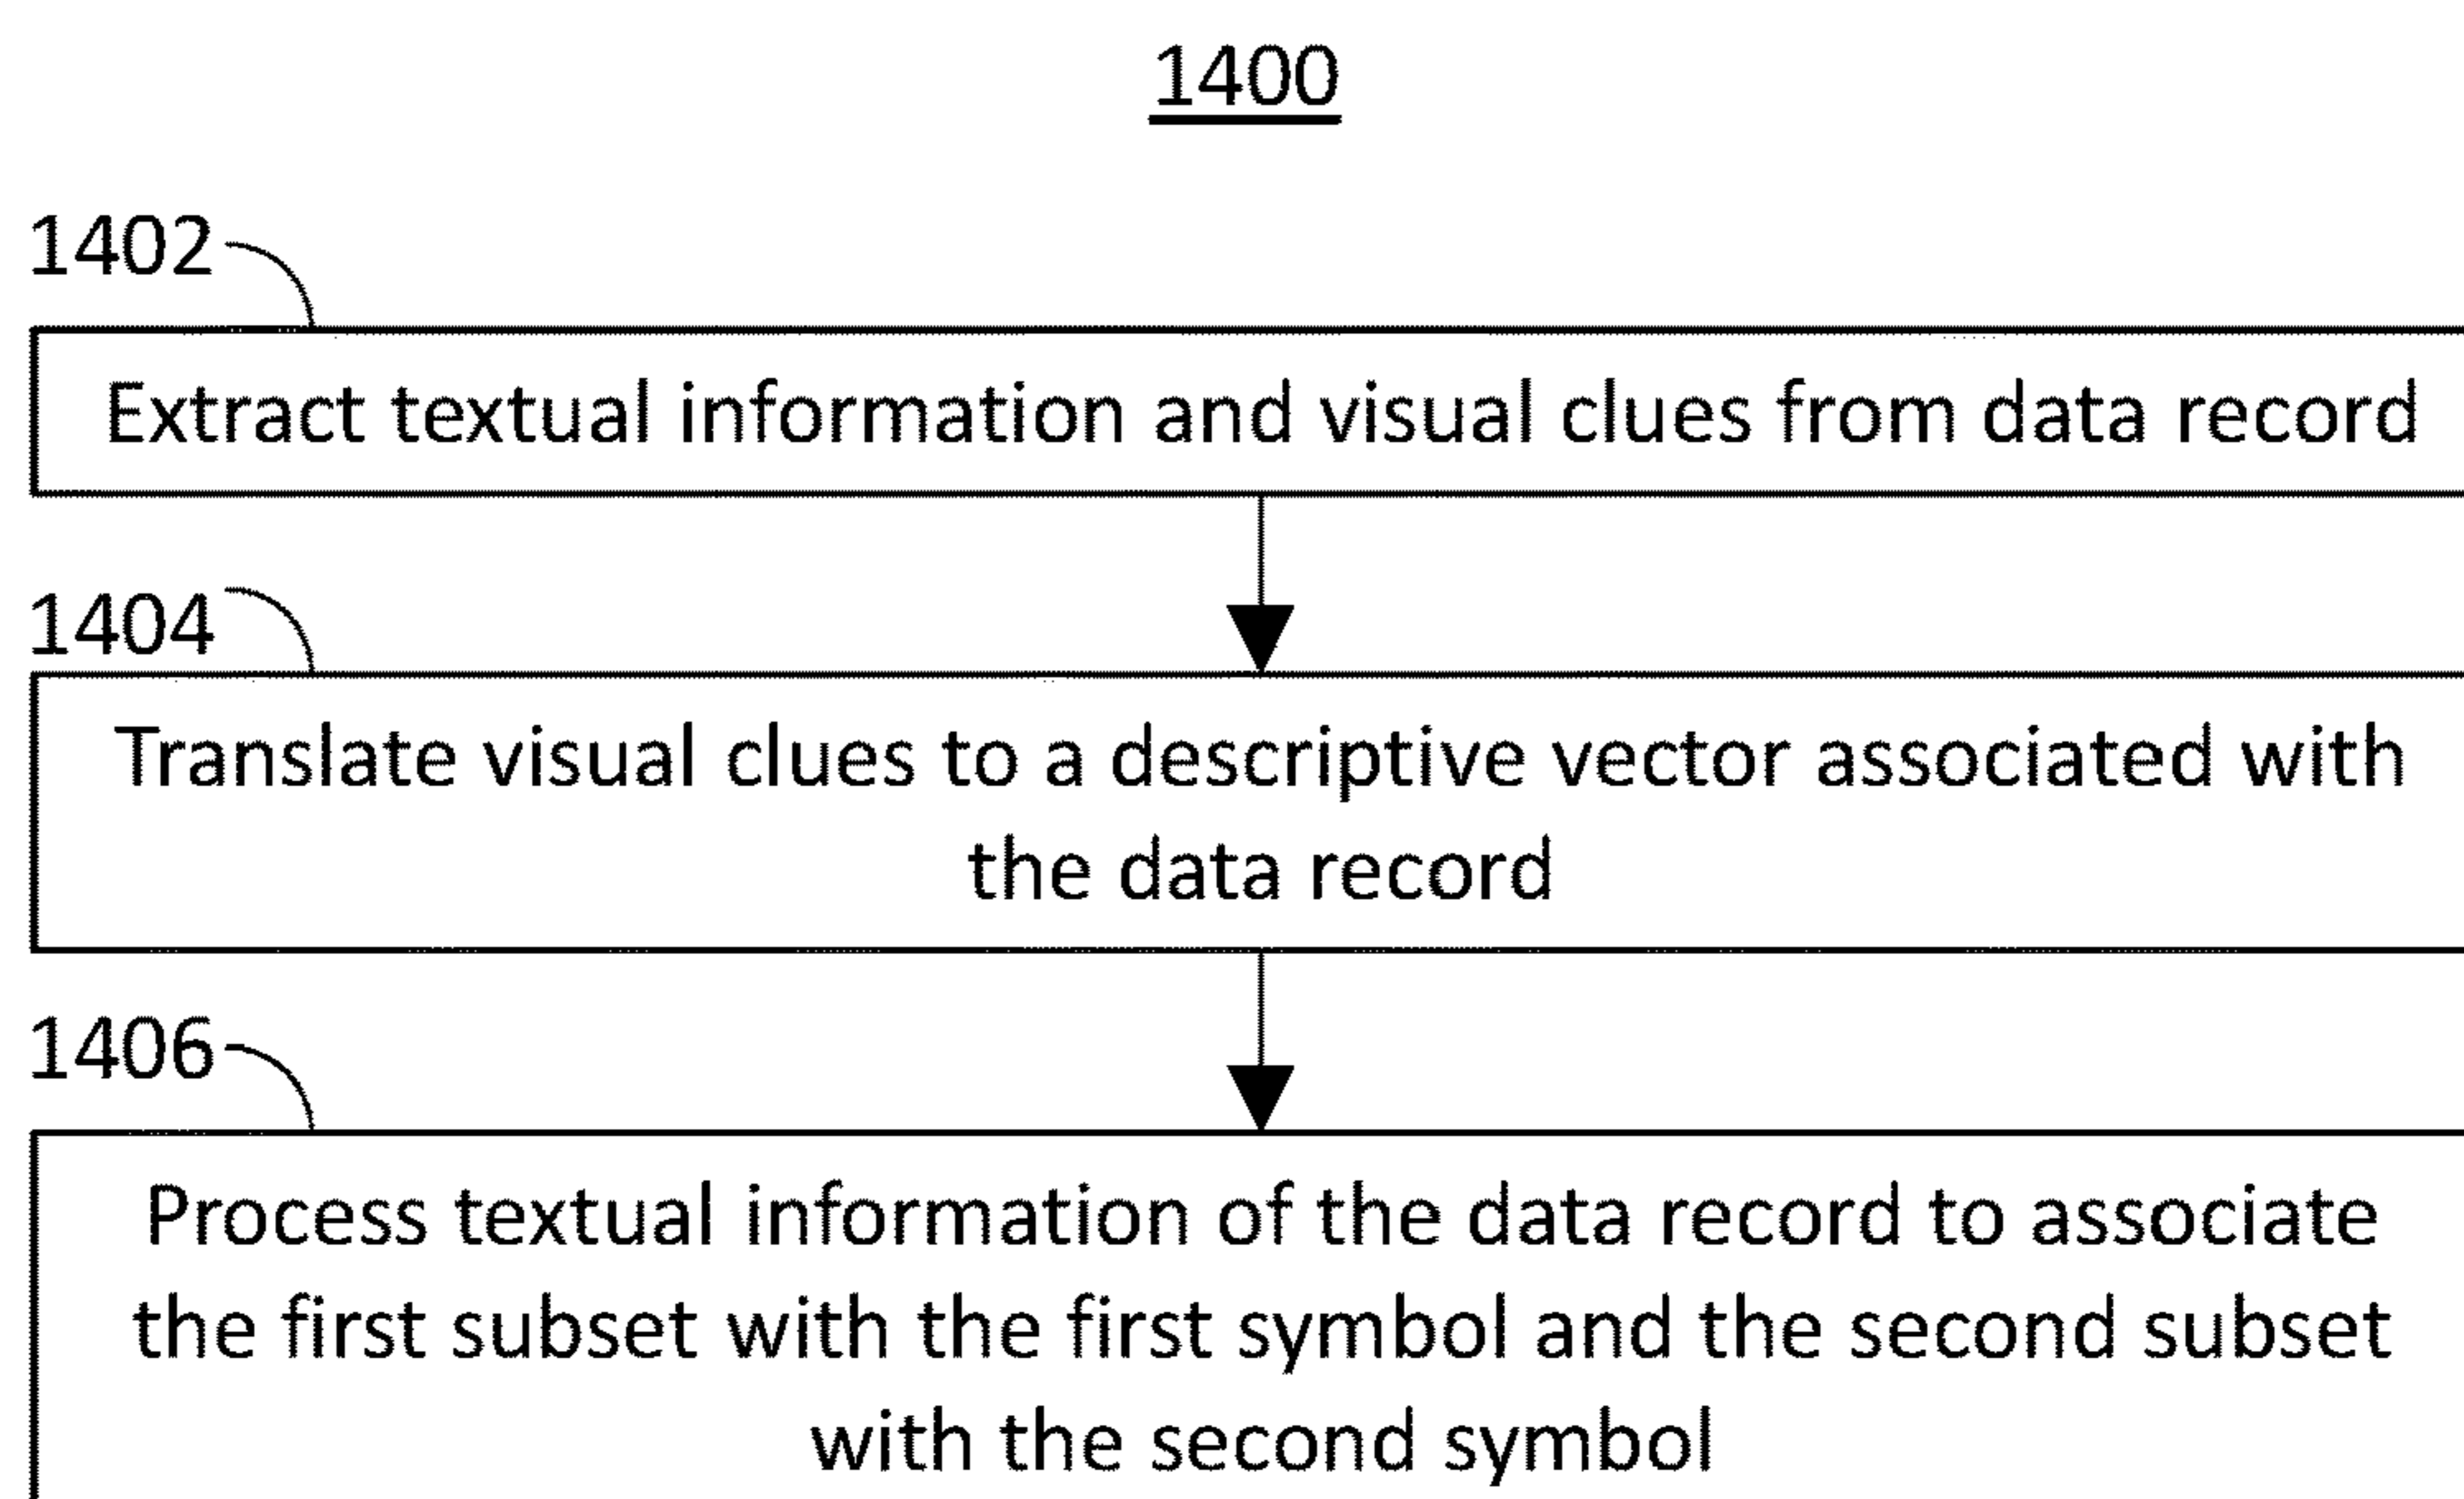 1400
1402
Extract textual information and visual clues from data record
1404
Translate visual clues to a descriptive vector associated with
the data record
1406
Process textual information of the data record to associate
the first subset with the first symbol and the second subset
with the second symbol